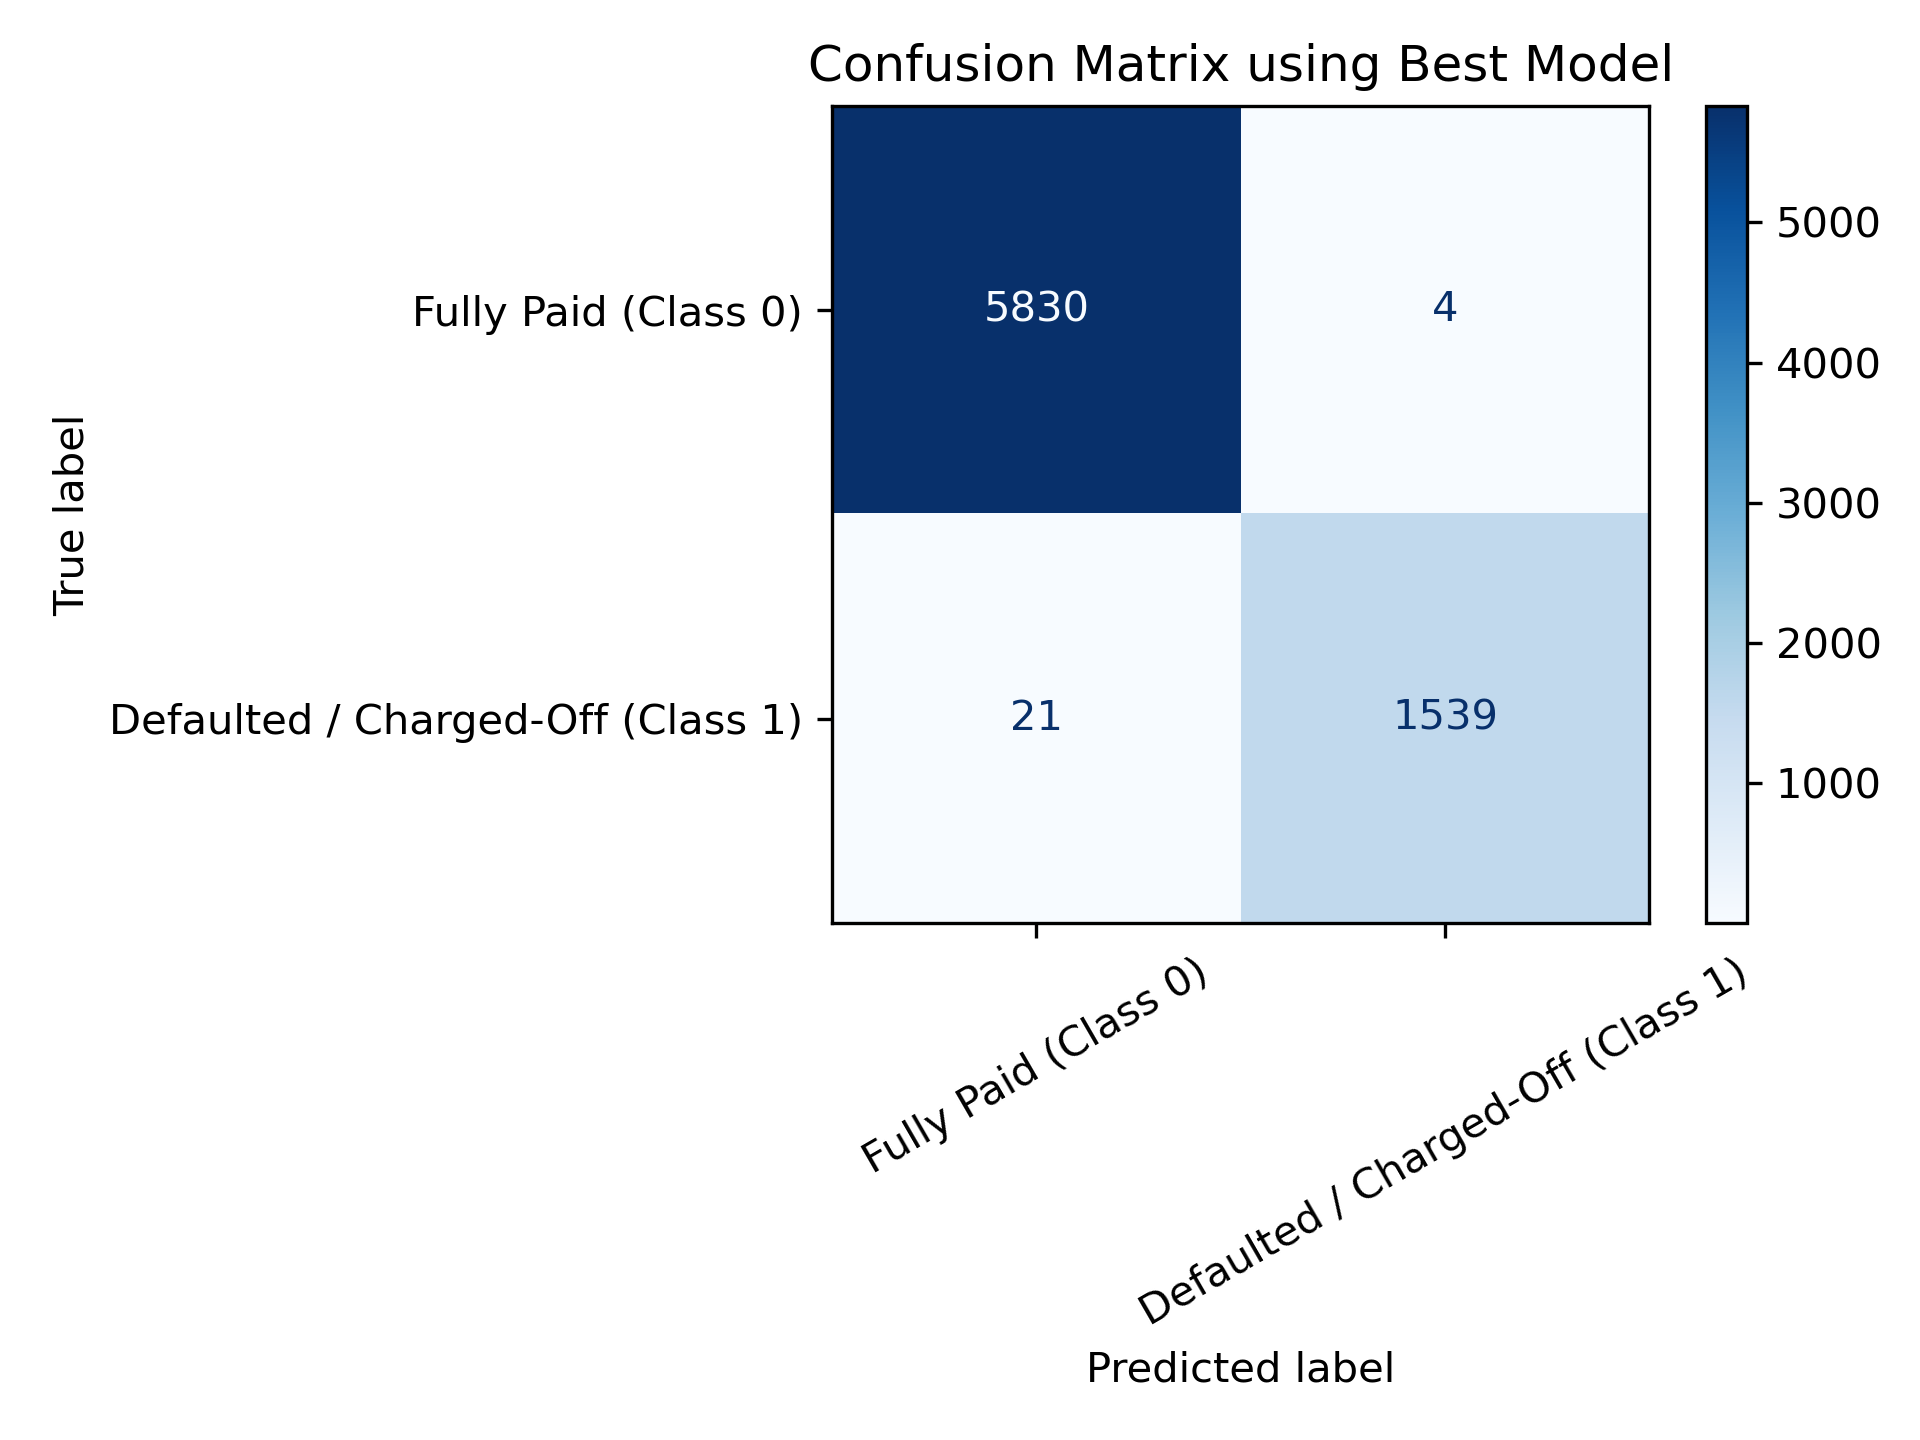 Confusion Matrix using Best Model
True label
Fully Paid (Class 0)
Defaulted / Charged-Off (Class 1)
5830
4
21
1539
5000
4000
3000
2000
1000
Fully Paid (Class 0)
Defaulted / Charged-Off (Class 1)
Predicted label